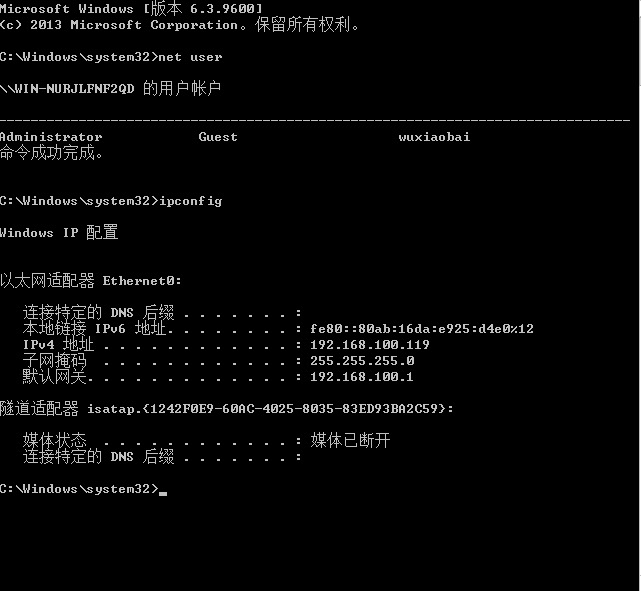 Microsoft Windows [版本 6.3.9600]
(c) 2013 Microsoft Corporation。保留所有权利。
C:\Windows\system32>net user
\\WIN-NURJLFNF2QD 的用户帐户
-------------------------------------------------------------------------------
Administrator            Guest                    wuxiaobai
命令成功完成。
C:\Windows\system32>ipconfig
Windows IP 配置
以太网适配器 Ethernet0:
   连接特定的 DNS 后缀 . . . . . . . :
   本地链接 IPv6 地址. . . . . . . . : fe80::80ab:16da:e925:d4e0%12
   IPv4 地址 . . . . . . . . . . . . : 192.168.100.119
   子网掩码  . . . . . . . . . . . . : 255.255.255.0
   默认网关. . . . . . . . . . . . . : 192.168.100.1
隧道适配器 isatap.{1242F0E9-60AC-4025-8035-83ED93BA2C59}:
   媒体状态  . . . . . . . . . . . . : 媒体已断开
   连接特定的 DNS 后缀 . . . . . . . :
C:\Windows\system32>_